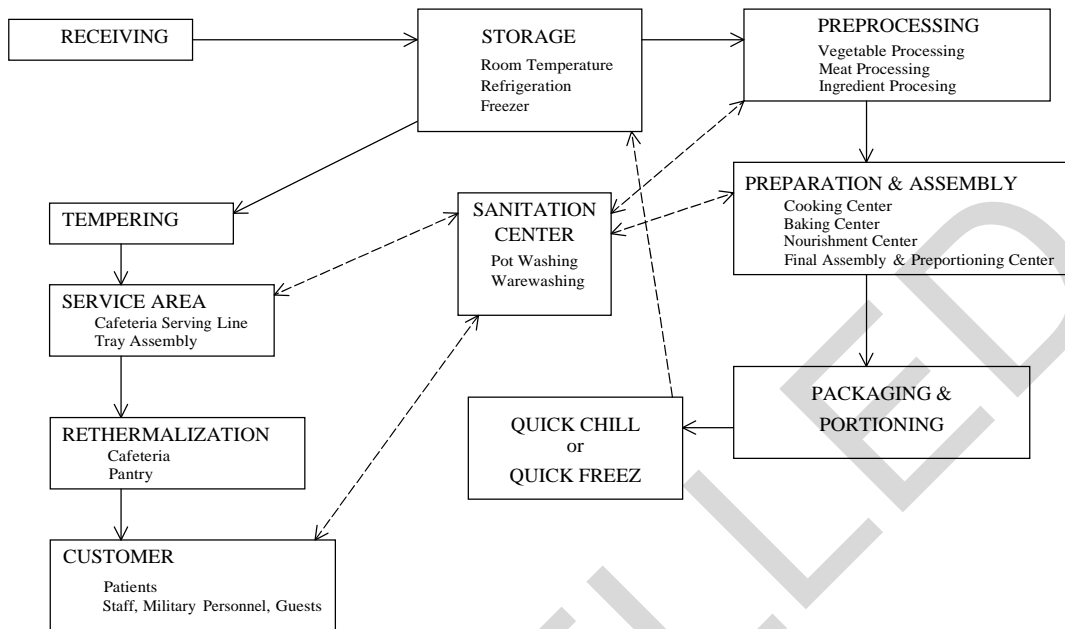 RECEIVING
STORAGE
Room Temperature
Refrigeration
Freezer
PREPROCESSING
Vegetable Processing
Meat Processing
Ingredient Procesing
PREPARATION & ASSEMBLY
Cooking Center
Baking Center
Nourishment Center
Final Assembly & Preportioning Center
TEMPERING
SANITATION
CENTER
Pot Washing
Warewashing
SERVICE AREA
Cafeteria Serving Line
Tray Assembly
PACKAGING &
PORTIONING
QUICK CHILL
or
QUICK FREEZ
RETHERMALIZATION
Cafeteria
Pantry
CUSTOMER
Patients
Staff, Military Personnel, Guests
LLED